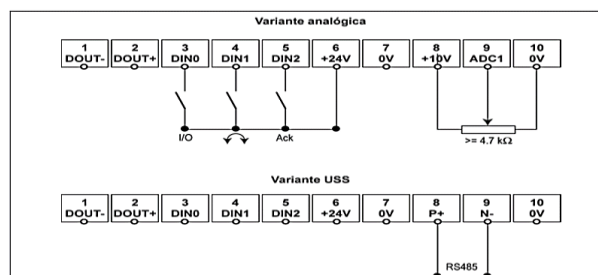 Variante analógica
1 2 3 4 5 6 7 8 9 10
DOUT- DOUT+ DIN0 DIN1 DIN2 +24V 0V +10V ADC1 0V
I/O Ack >= 4.7 kΩ
Variante USS
1 2 3 4 5 6 7 8 9 10
DOUT- DOUT+ DIN0 DIN1 DIN2 +24V 0V P+ N- 0V
RS485